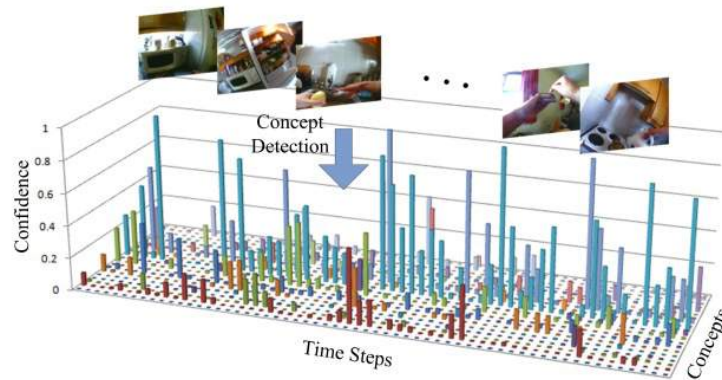 Concept
Detection
1
0.8
0.6
0.4
0.2
0
Confidence
Time Steps
Concepts